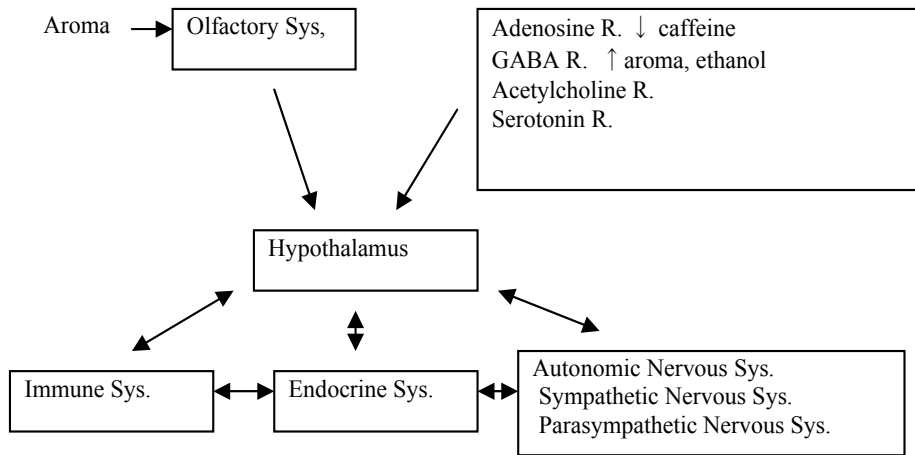 Aroma
Olfactory Sys,
Adenosine R. ↓ caffeine
GABA R. ↑ aroma, ethanol
Acetylcholine R.
Serotonin R.
Hypothalamus
Immune Sys.
Endocrine Sys.
Autonomic Nervous Sys.
Sympathetic Nervous Sys.
Parasympathetic Nervous Sys.